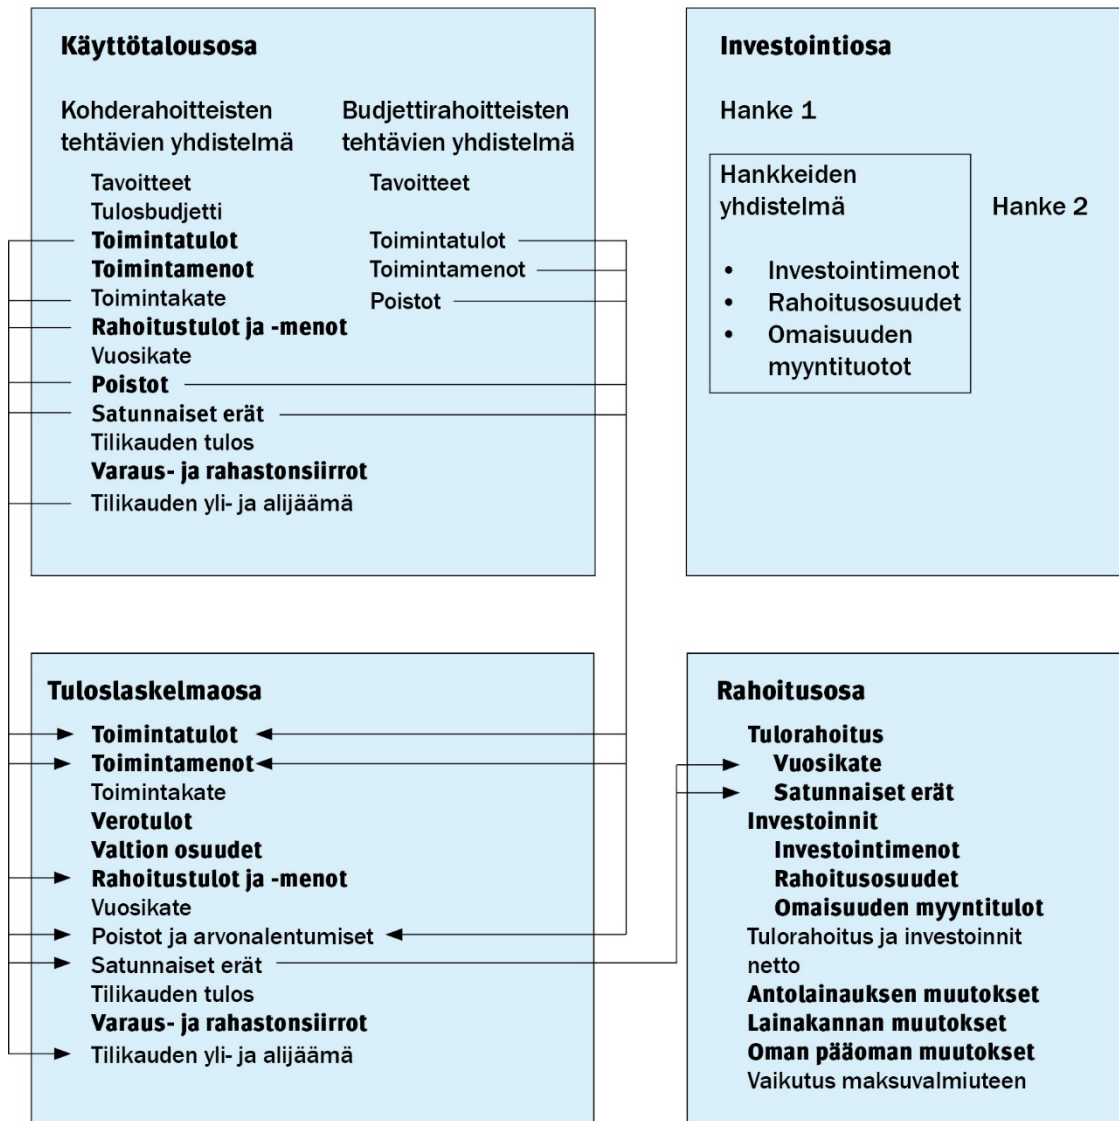 Käyttötalousosa
Kohderahoitteisten
tehtävien yhdistelmä
Tavoitteet
Tulosbudjetti
Toimintatulot
Toimintamenot
Toimintakate
Rahoitustulot ja -menot
Vuosikate
Poistot
Satunnaiset erät
Tilikauden tulos
Varaus- ja rahastonsiirrot
Tilikauden yli- ja alijäämä
Budjettirahoitteisten
tehtävien yhdistelmä
Tavoitteet
Toimintatulot
Toimintamenot
Poistot
Investointiosa
Hanke 1
Hankkeiden
yhdistelmä
• Investointimenot
• Rahoitusosuudet
• Omaisuuden
myyntituotot
Hanke 2
Tuloslaskelmaosa
Toimintatulot
Toimintamenot
Toimintakate
Verotulot
Valtion osuudet
Rahoitustulot ja -menot
Vuosikate
Poistot ja arvonalentumiset
Satunnaiset erät
Tilikauden tulos
Varaus- ja rahastonsiirrot
Tilikauden yli- ja alijäämä
Rahoitusosa
Tulorahoitus
Vuosikate
Satunnaiset erät
Investoinnit
Investointimenot
Rahoitusosuudet
Omaisuuden myyntitulot
Tulorahoitus ja investoinnit
netto
Antolainauksen muutokset
Lainakannan muutokset
Oman pääoman muutokset
Vaikutus maksuvalmiuteen